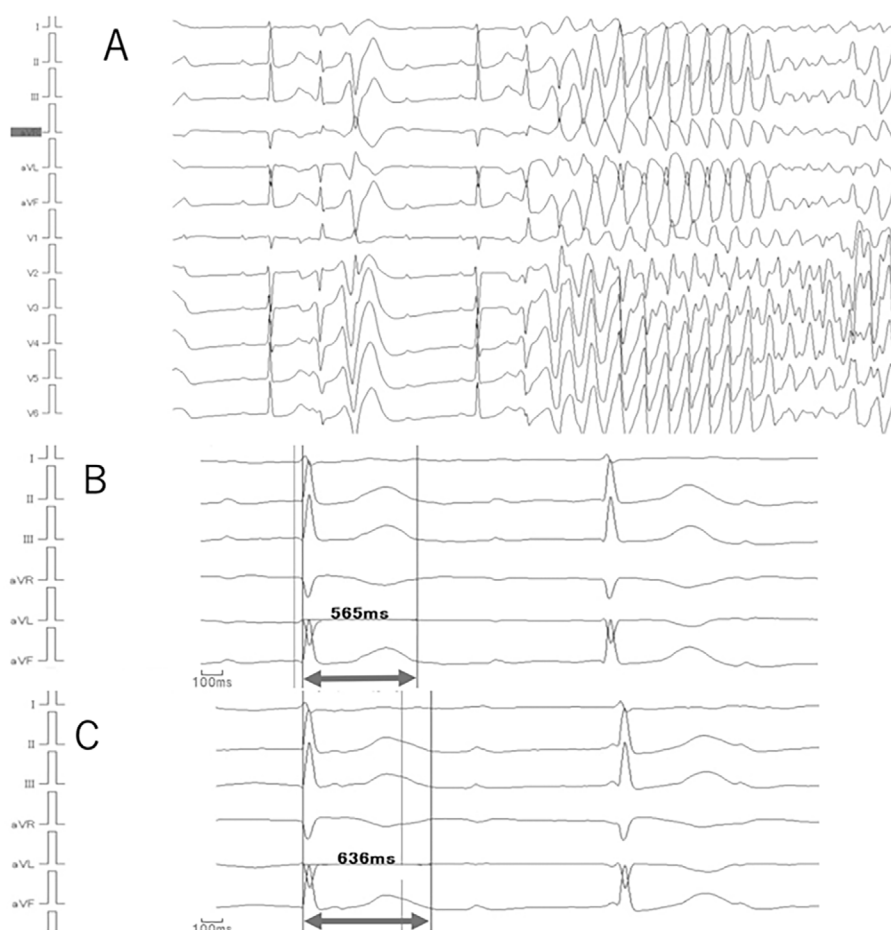 A
I
II
III
aVL
aVF
V1
V2
V3
V4
V5
V6
B
I
II
III
aVR
aVL
565ms
aVF
100ms
C
I
II
III
aVR
aVL
636ms
aVF
100ms